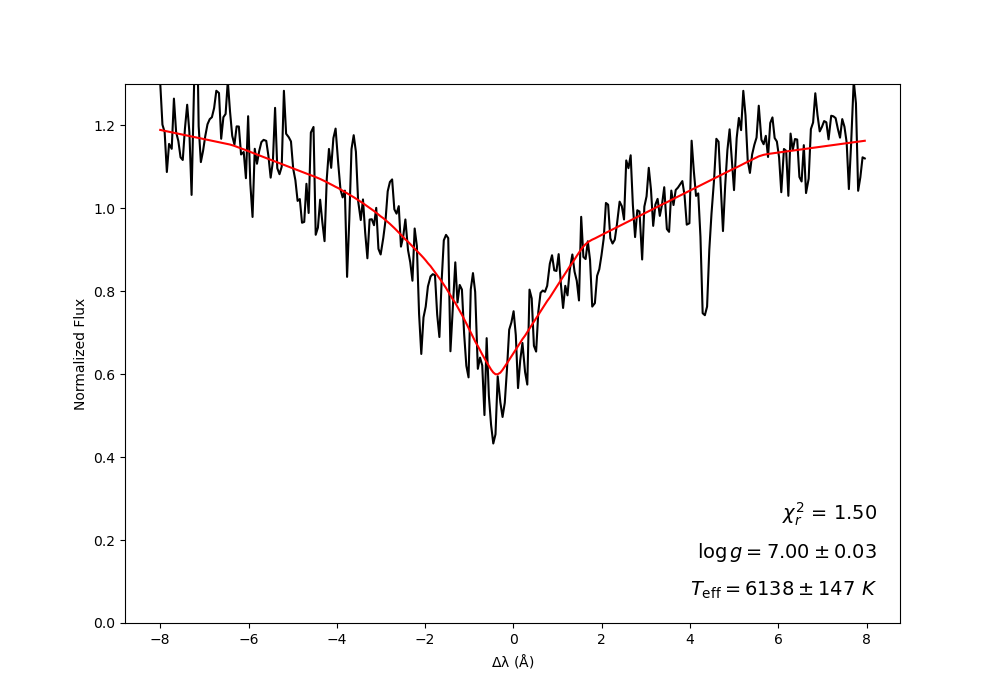 1.2
1.0
0.8
0.6
0.4
0.2
0.0
Normalized Flux
χ²ᵣ = 1.50
log g = 7.00 ± 0.03
T_eff = 6138 ± 147 K
−8 −6 −4 −2 0 2 4 6 8
Δλ (Å)